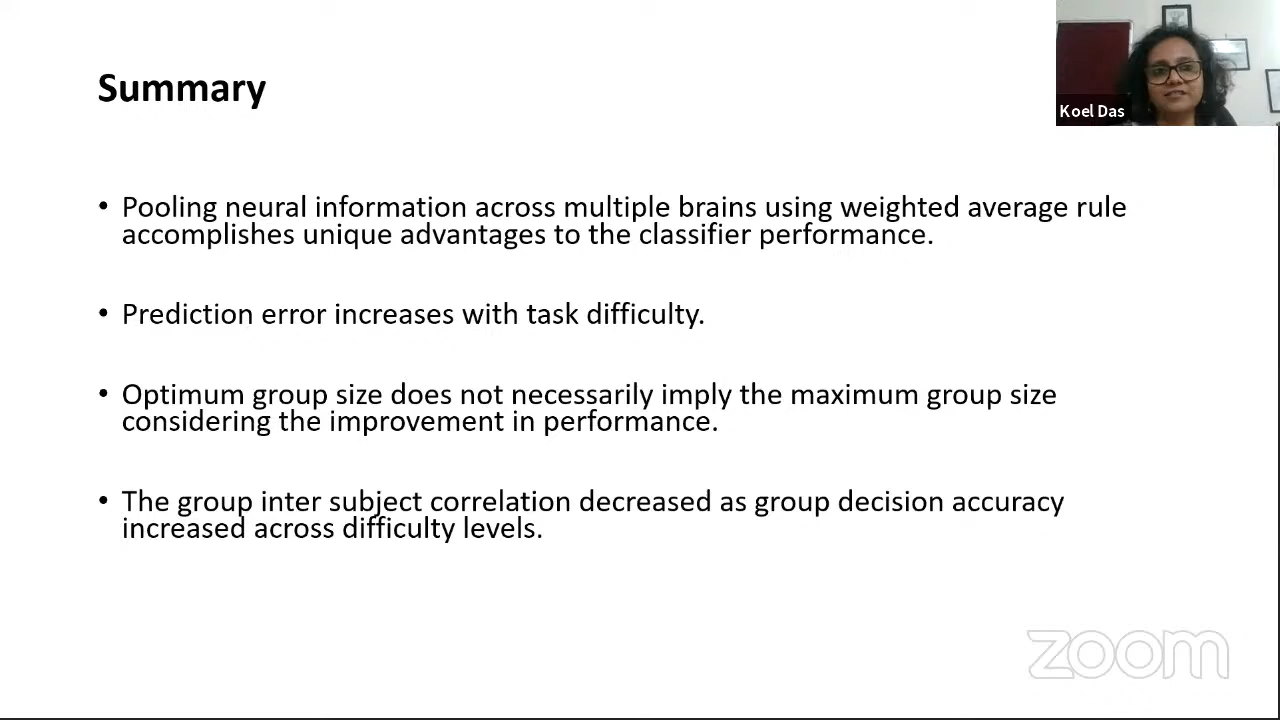 Summary
Koel Das
• Pooling neural information across multiple brains using weighted average rule
accomplishes unique advantages to the classifier performance.
• Prediction error increases with task difficulty.
• Optimum group size does not necessarily imply the maximum group size
considering the improvement in performance.
• The group inter subject correlation decreased as group decision accuracy
increased across difficulty levels.
zoom